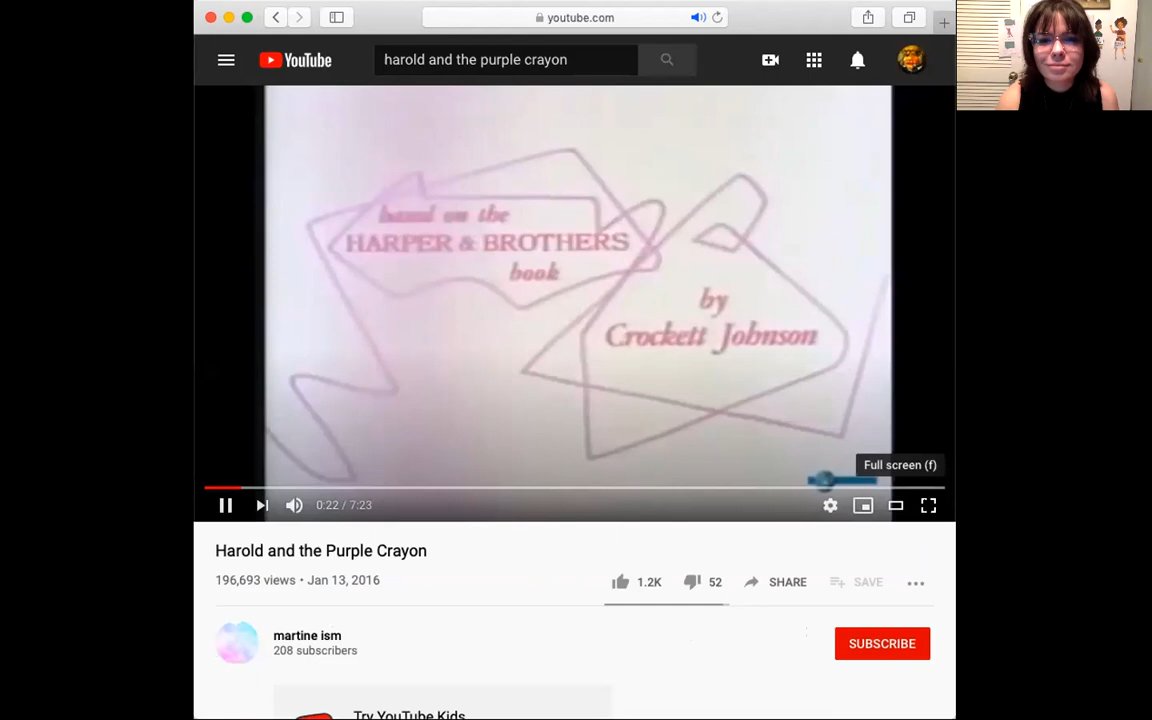 youtube.com
YouTube
harold and the purple crayon
based on the
HARPER & BROTHERS
book
by
Crockett Johnson
Full screen (f)
0:22 / 7:23
Harold and the Purple Crayon
196,693 views • Jan 13, 2016
1.2K
52
SHARE
SAVE
martine ism
208 subscribers
SUBSCRIBE
Try YouTube Kids